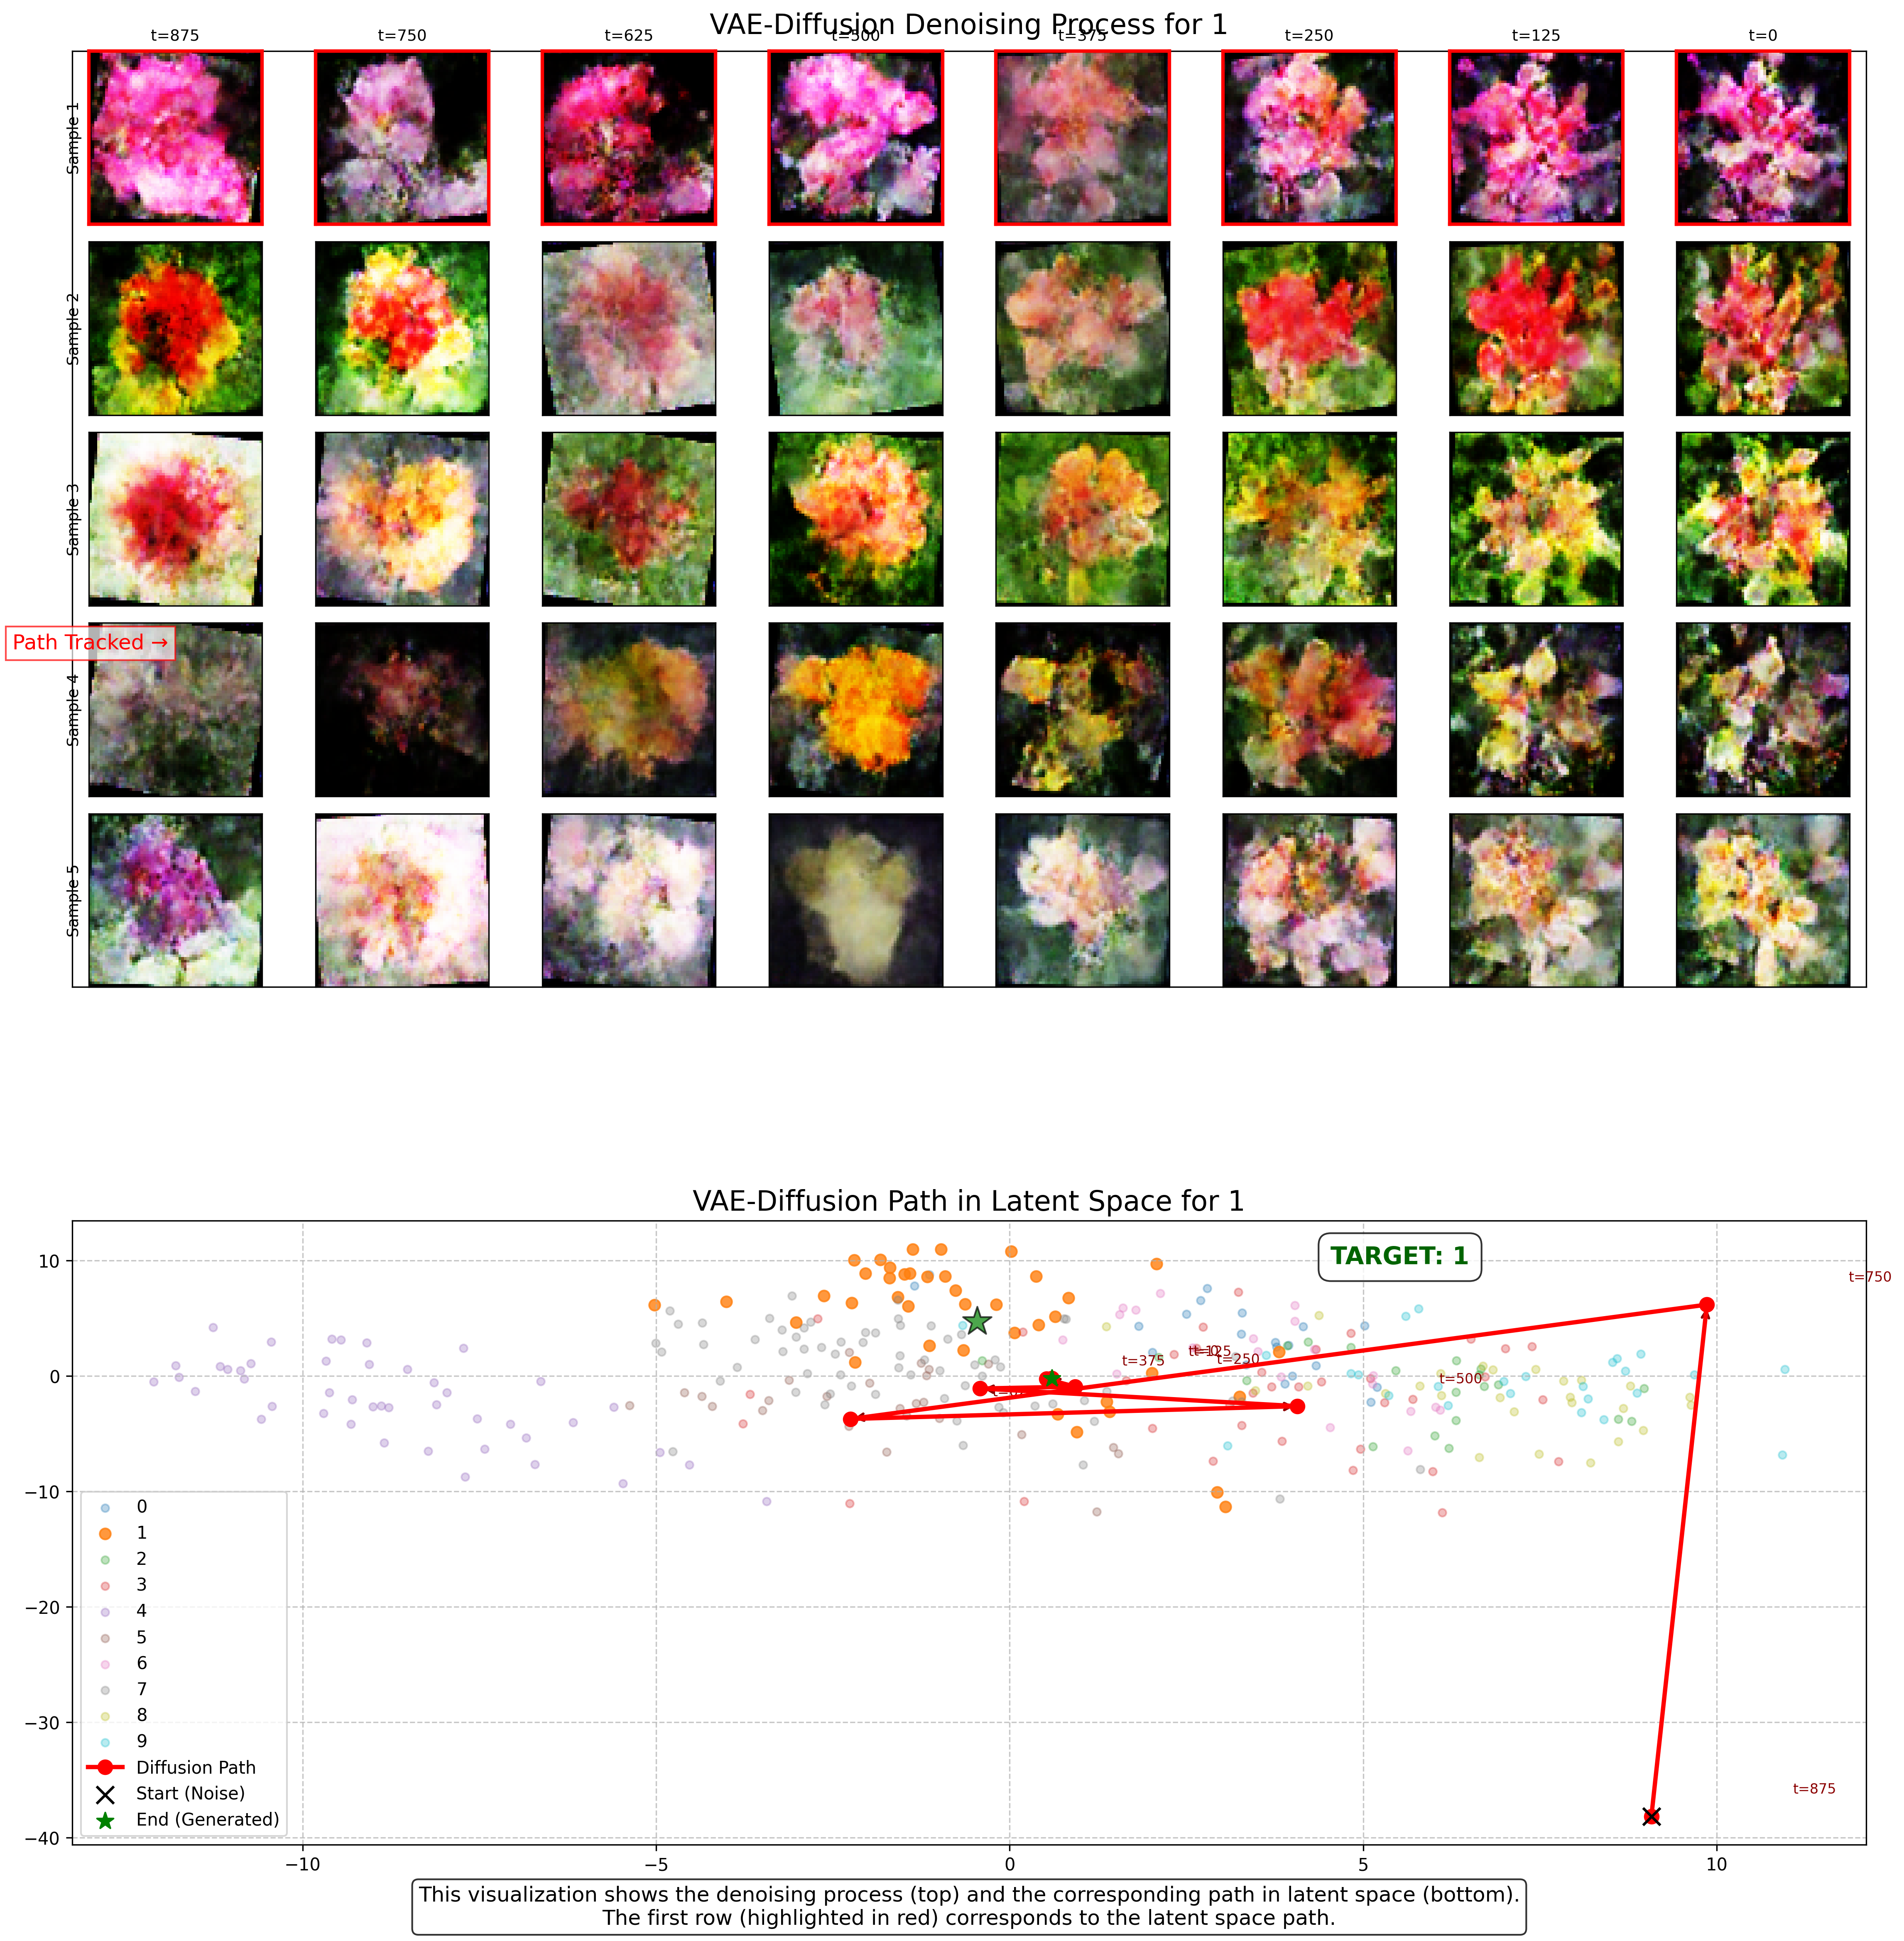 VAE-Diffusion Denoising Process for 1
t=875 t=750 t=625 t=500 t=375 t=250 t=125 t=0
Sample 1
Sample 2
Sample 3
Path Tracked →
Sample 4
Sample 5
VAE-Diffusion Path in Latent Space for 1
TARGET: 1
t=750
t=375
t=125
t=0
t=250
t=500
t=875
10
0
−10
−20
−30
−40
0
1
2
3
4
5
6
7
8
9
Diffusion Path
Start (Noise)
End (Generated)
−10 −5 0 5 10
This visualization shows the denoising process (top) and the corresponding path in latent space (bottom).
The first row (highlighted in red) corresponds to the latent space path.